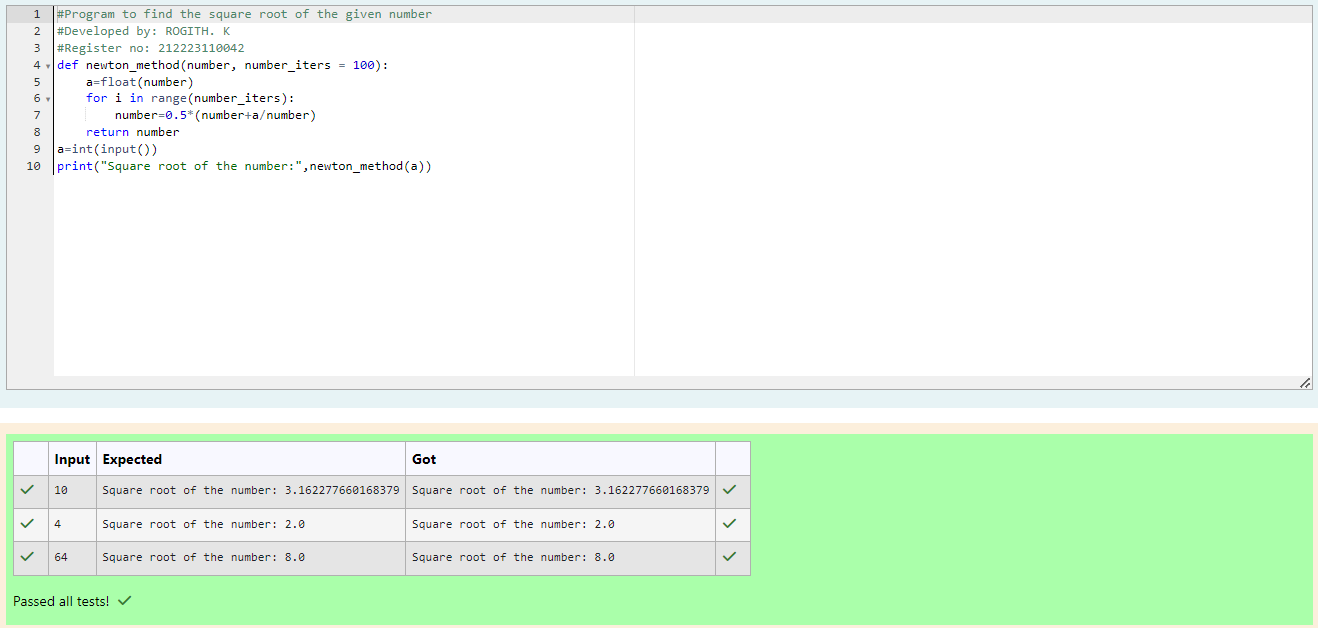 1 #Program to find the square root of the given number
2 #Developed by: ROGITH. K
3 #Register no: 212223110042
4 def newton_method(number, number_iters = 100):
5     a=float(number)
6     for i in range(number_iters):
7         number=0.5*(number+a/number)
8     return number
9 a=int(input())
10 print("Square root of the number:",newton_method(a))
Input Expected Got
10 Square root of the number: 3.162277660168379 Square root of the number: 3.162277660168379
4 Square root of the number: 2.0 Square root of the number: 2.0
64 Square root of the number: 8.0 Square root of the number: 8.0
Passed all tests!